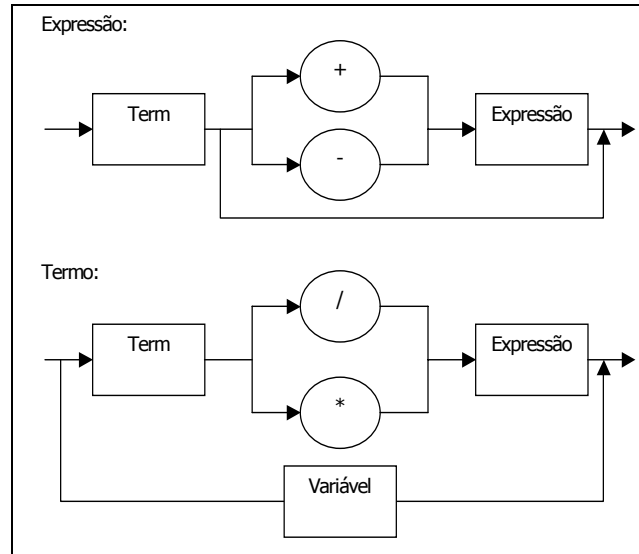 Expressão:
+
Term
Expressão
-
Termo:
/
Term
Expressão
*
Variável